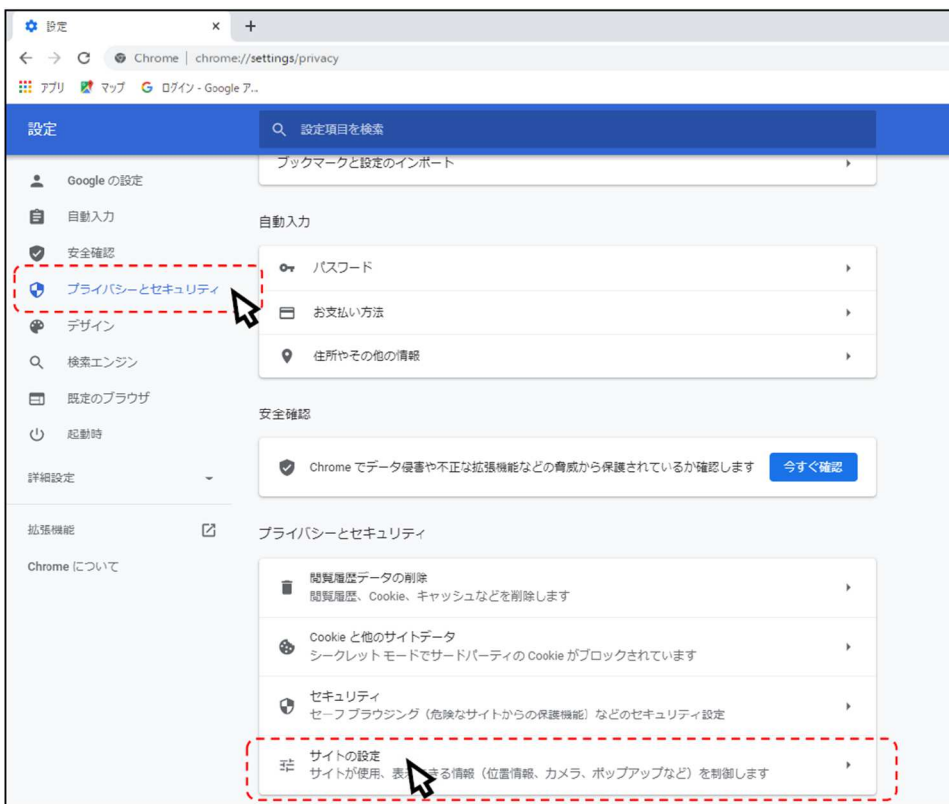 設定
Chrome | chrome://settings/privacy
アプリ マップ ログイン - Google ア...
設定
設定項目を検索
ブックマークと設定のインポート
Google の設定
自動入力
安全確認
プライバシーとセキュリティ
デザイン
検索エンジン
既定のブラウザ
起動時
詳細設定
拡張機能
Chrome について
自動入力
パスワード
お支払い方法
住所やその他の情報
安全確認
Chrome でデータ侵害や不正な拡張機能などの脅威から保護されているか確認します
今すぐ確認
プライバシーとセキュリティ
閲覧履歴データの削除
閲覧履歴、Cookie、キャッシュなどを削除します
Cookie と他のサイトデータ
シークレット モードでサードパーティの Cookie がブロックされています
セキュリティ
セーフ ブラウジング（危険なサイトからの保護機能）などのセキュリティ設定
サイトの設定
サイトが使用、表きる情報（位置情報、カメラ、ポップアップなど）を制御します